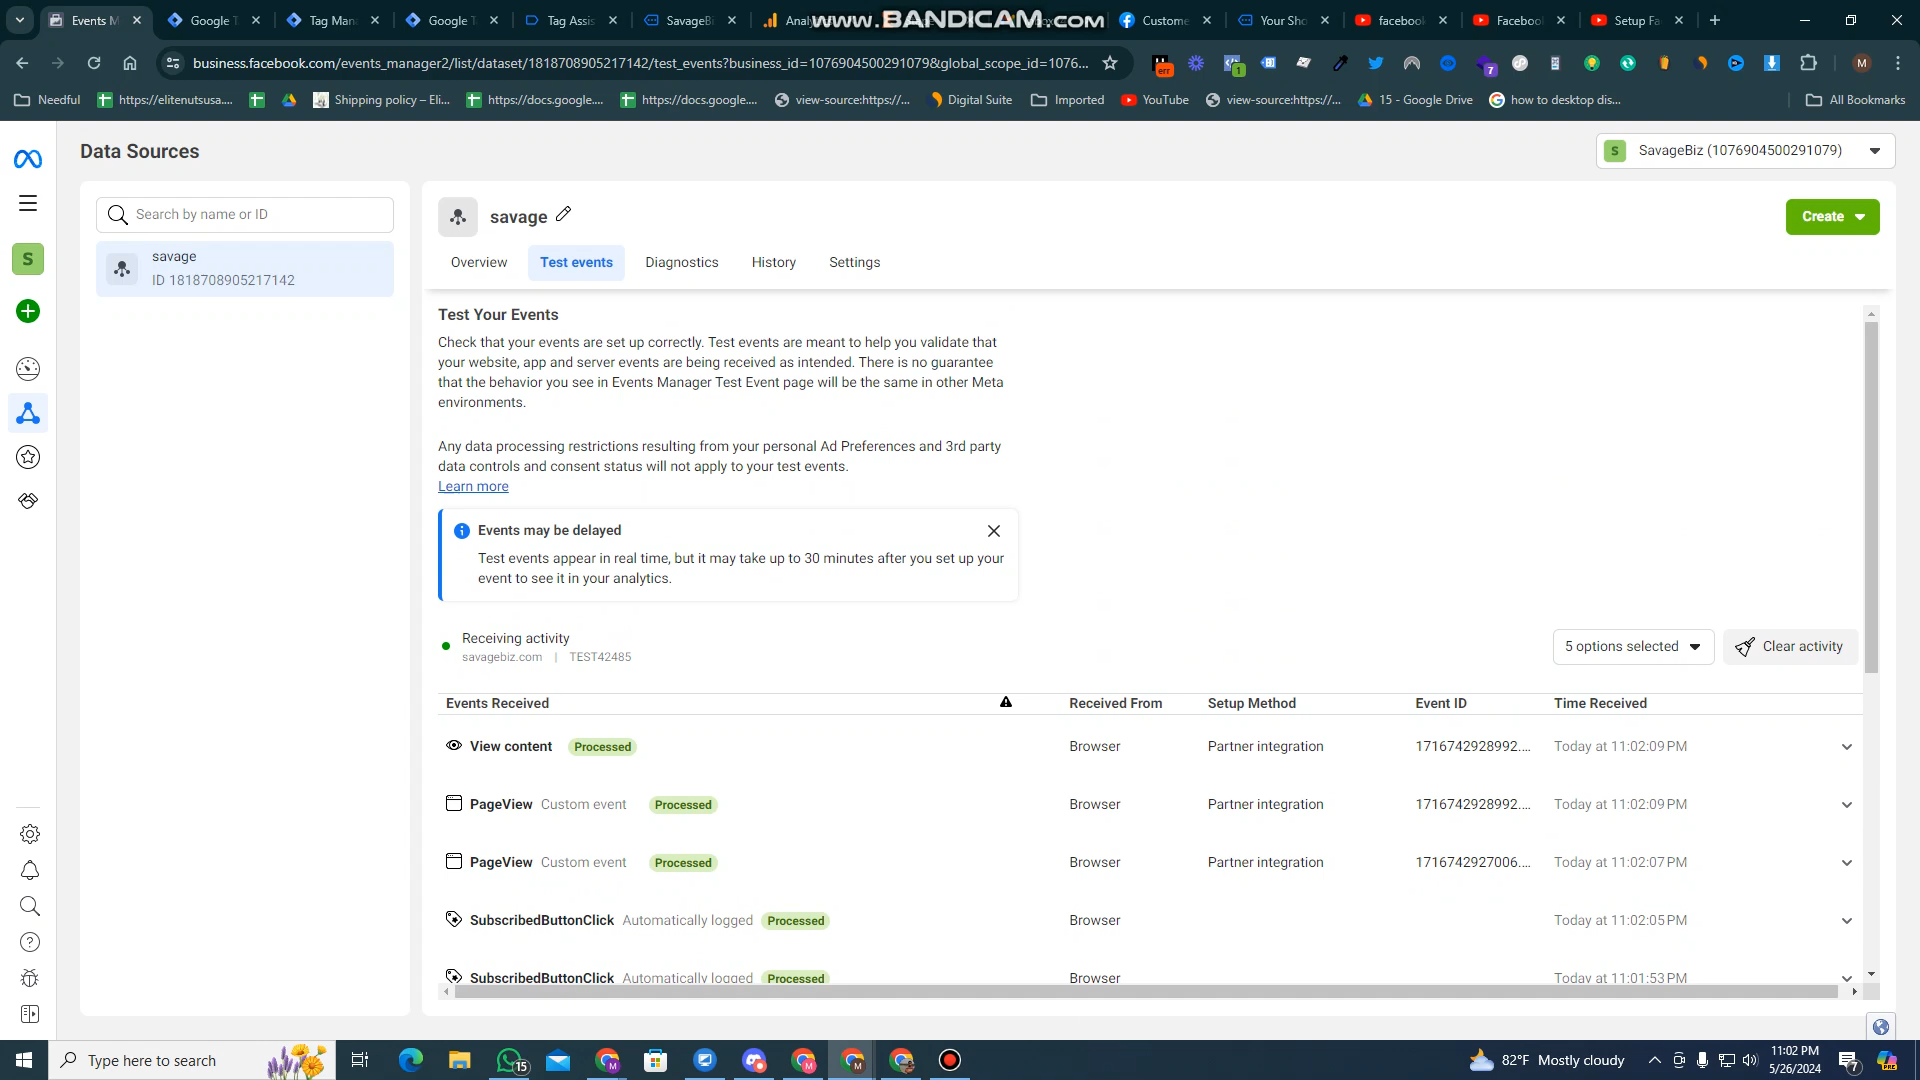 Events M
Google T
Tag Man
Google T
Tag Assis
SavageBi
Analy
www.BANDICAM.com
Custome
Your Sho
facebook
Facebool
Setup Fa
business.facebook.com/events_manager2/list/dataset/1818708905217142/test_events?business_id=1076904500291079&global_scope_id=1076...
err
1
7
M
Needful
https://elitenutsusa....
Shipping policy – Eli...
https://docs.google....
https://docs.google....
view-source:https://...
Digital Suite
Imported
YouTube
view-source:https://...
15 - Google Drive
how to desktop dis...
All Bookmarks
Data Sources
S
SavageBiz (1076904500291079)
Search by name or ID
savage
ID 1818708905217142
S
savage
Create
Overview
Test events
Diagnostics
History
Settings
Test Your Events
Check that your events are set up correctly. Test events are meant to help you validate that
your website, app and server events are being received as intended. There is no guarantee
that the behavior you see in Events Manager Test Event page will be the same in other Meta
environments.
Any data processing restrictions resulting from your personal Ad Preferences and 3rd party
data controls and consent status will not apply to your test events.
Learn more
Events may be delayed
Test events appear in real time, but it may take up to 30 minutes after you set up your
event to see it in your analytics.
Receiving activity
savagebiz.com | TEST42485
5 options selected
Clear activity
Events Received
Received From
Setup Method
Event ID
Time Received
View content Processed Browser Partner integration 1716742928992.... Today at 11:02:09 PM
PageView Custom event Processed Browser Partner integration 1716742928992.... Today at 11:02:09 PM
PageView Custom event Processed Browser Partner integration 1716742927006.... Today at 11:02:07 PM
SubscribedButtonClick Automatically logged Processed Browser Today at 11:02:05 PM
SubscribedButtonClick Automatically logged Processed Browser Today at 11:01:53 PM
Type here to search
15
82°F Mostly cloudy
11:02 PM
5/26/2024
7